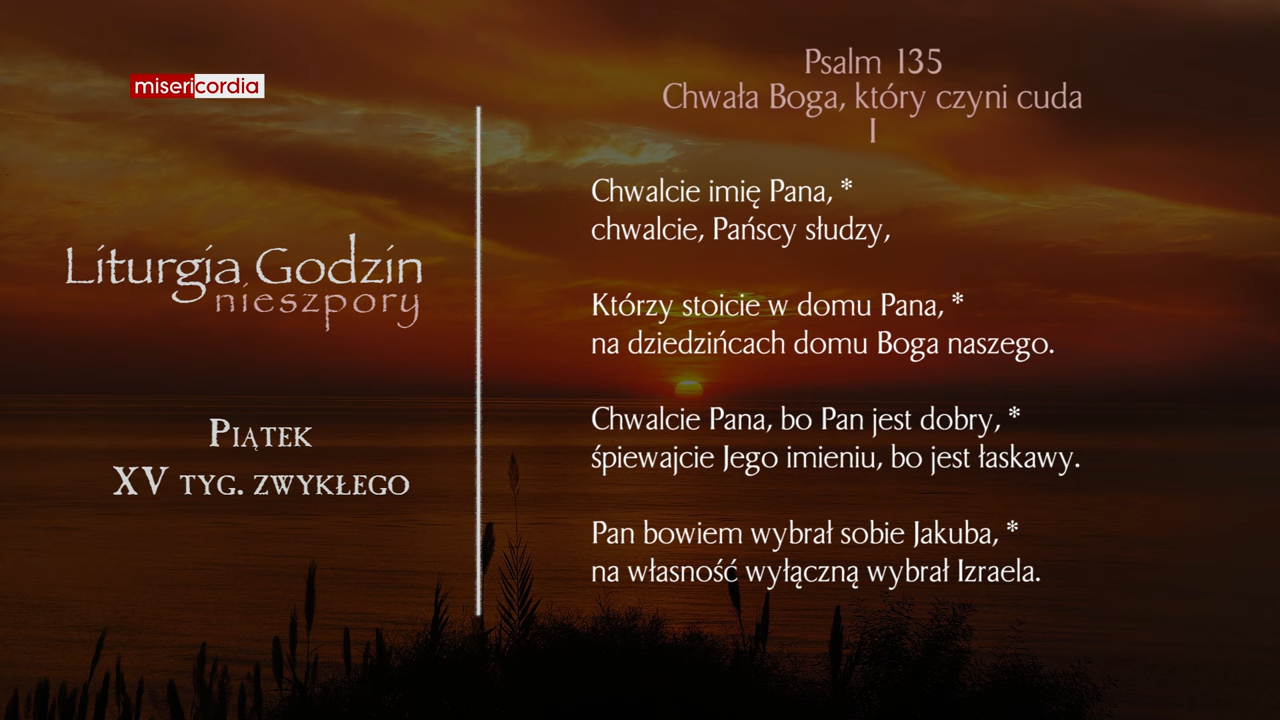 misericordia
Liturgia Godzin
nieszpory
Piątek
XV tyg. zwykłego
Psalm 135
Chwała Boga, który czyni cuda
I
Chwalcie imię Pana, *
chwalcie, Pańscy słudzy,
Którzy stoicie w domu Pana, *
na dziedzińcach domu Boga naszego.
Chwalcie Pana, bo Pan jest dobry, *
śpiewajcie Jego imieniu, bo jest łaskawy.
Pan bowiem wybrał sobie Jakuba, *
na własność wyłączną wybrał Izraela.